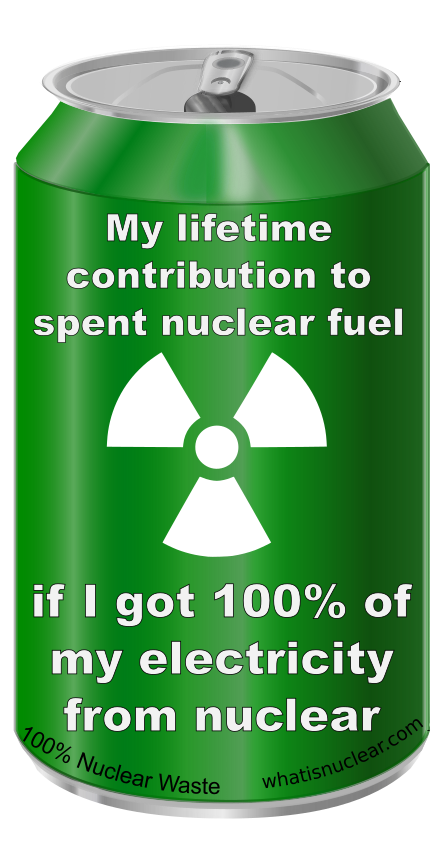 My lifetime
contribution to
spent nuclear fuel
if I got 100% of
my electricity
from nuclear
100% Nuclear Waste
whatisnuclear.com